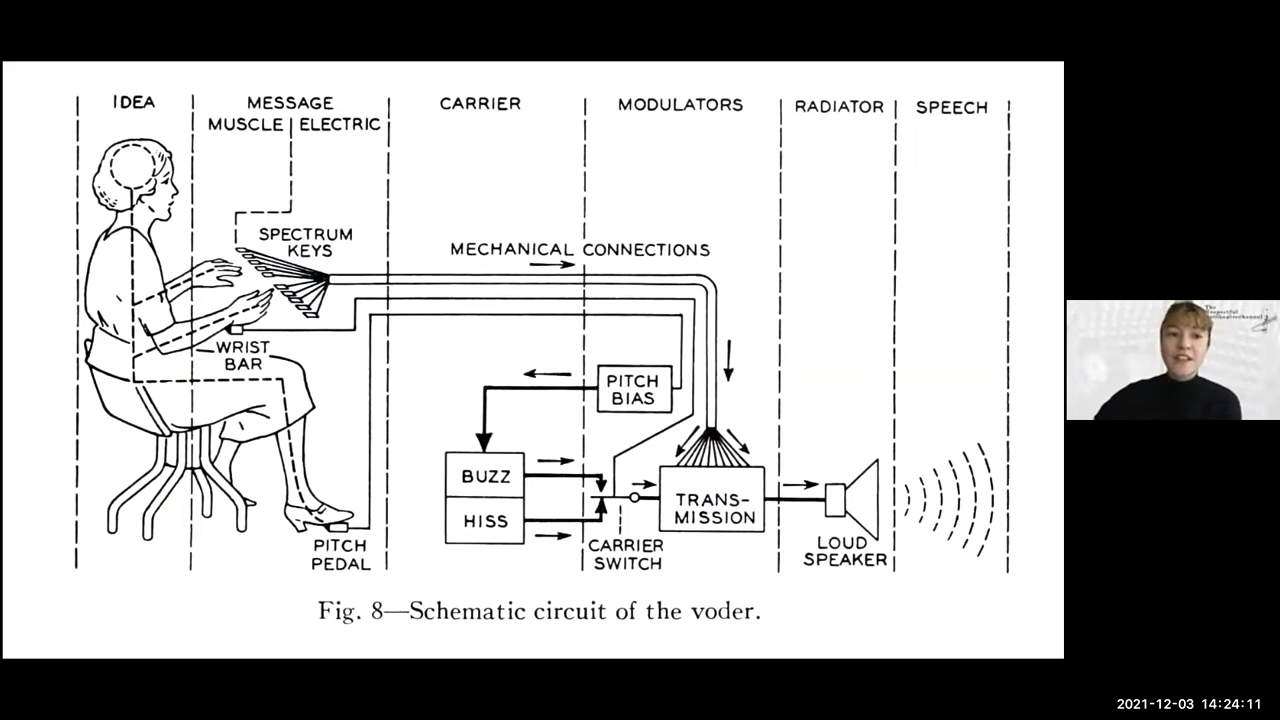 IDEA
MESSAGE
MUSCLE | ELECTRIC
CARRIER
MODULATORS
RADIATOR
SPEECH
SPECTRUM
KEYS
MECHANICAL CONNECTIONS
WRIST
BAR
PITCH
BIAS
BUZZ
HISS
TRANS-
MISSION
CARRIER
SWITCH
LOUD
SPEAKER
PITCH
PEDAL
Fig. 8—Schematic circuit of the voder.
The
2021-12-03 14:24:11